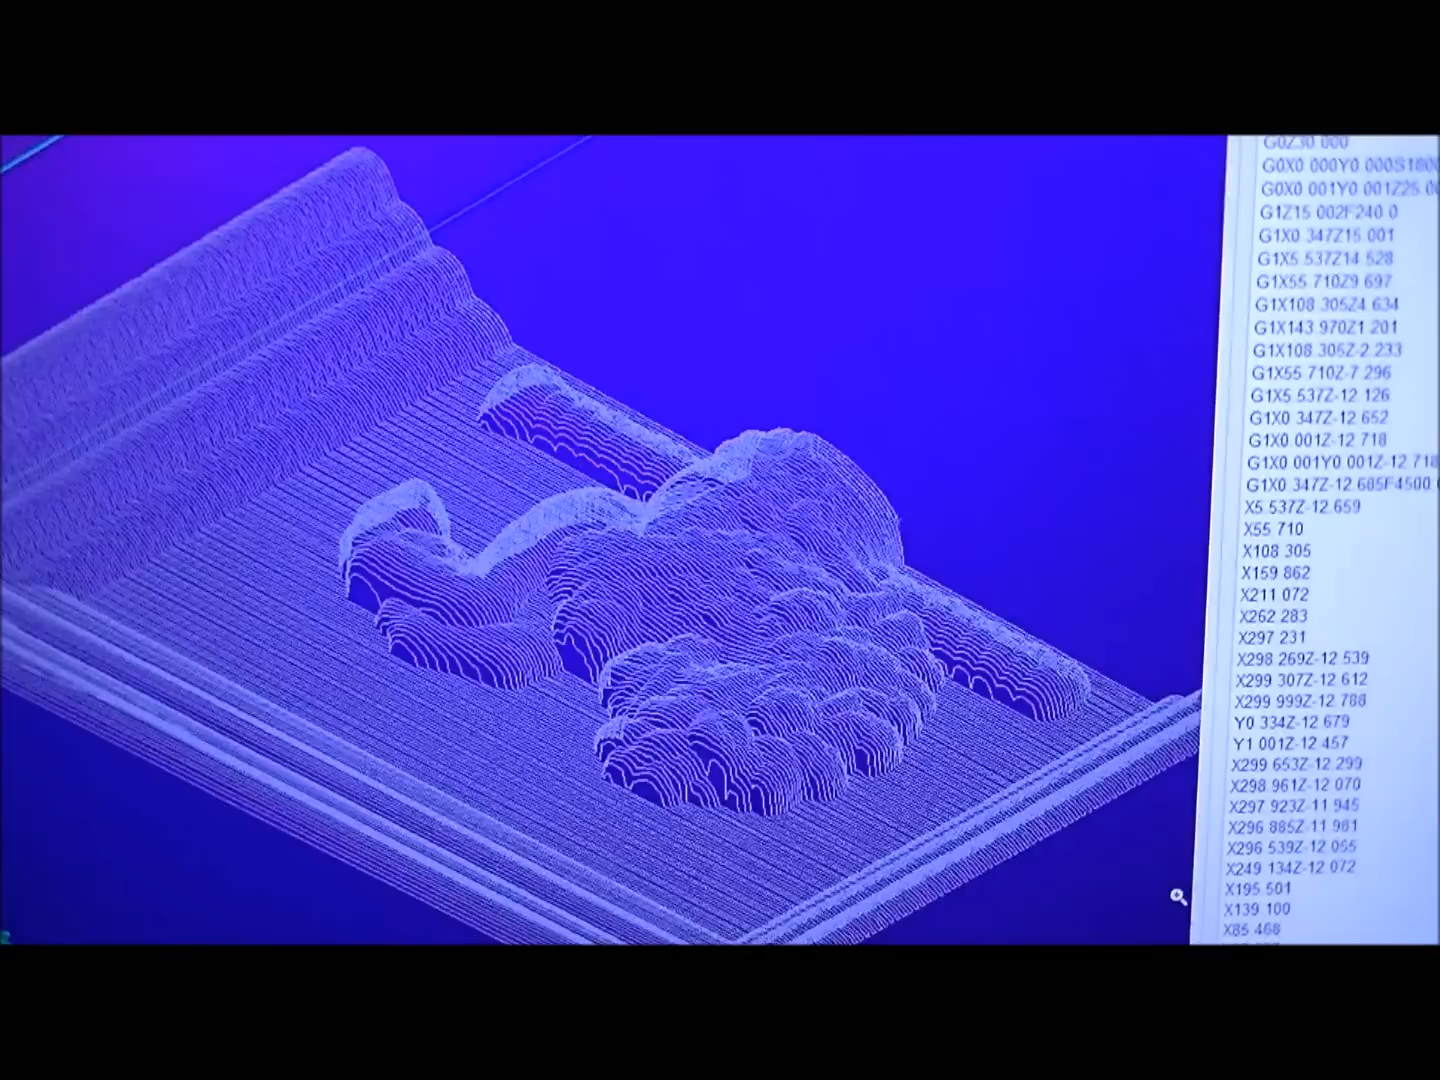 G0Z30 000
G0X0 000Y0 000S1800
G0X0 001Y0 001Z25 00
G1Z15 002F240 0
G1X0 347Z15 001
G1X5 537Z14 528
G1X55 710Z9 697
G1X108 305Z4 634
G1X143 970Z1 201
G1X108 305Z-2 233
G1X55 710Z-7 296
G1X5 537Z-12 126
G1X0 347Z-12 652
G1X0 001Z-12 718
G1X0 001Y0 001Z-12 718
G1X0 347Z-12 685F4500
X5 537Z-12 659
X55 710
X108 305
X159 862
X211 072
X262 283
X297 231
X298 269Z-12 539
X299 307Z-12 612
X299 999Z-12 788
Y0 334Z-12 679
Y1 001Z-12 457
X299 653Z-12 299
X298 961Z-12 070
X297 923Z-11 945
X296 885Z-11 981
X296 539Z-12 055
X249 134Z-12 072
X195 501
X139 100
X85 468